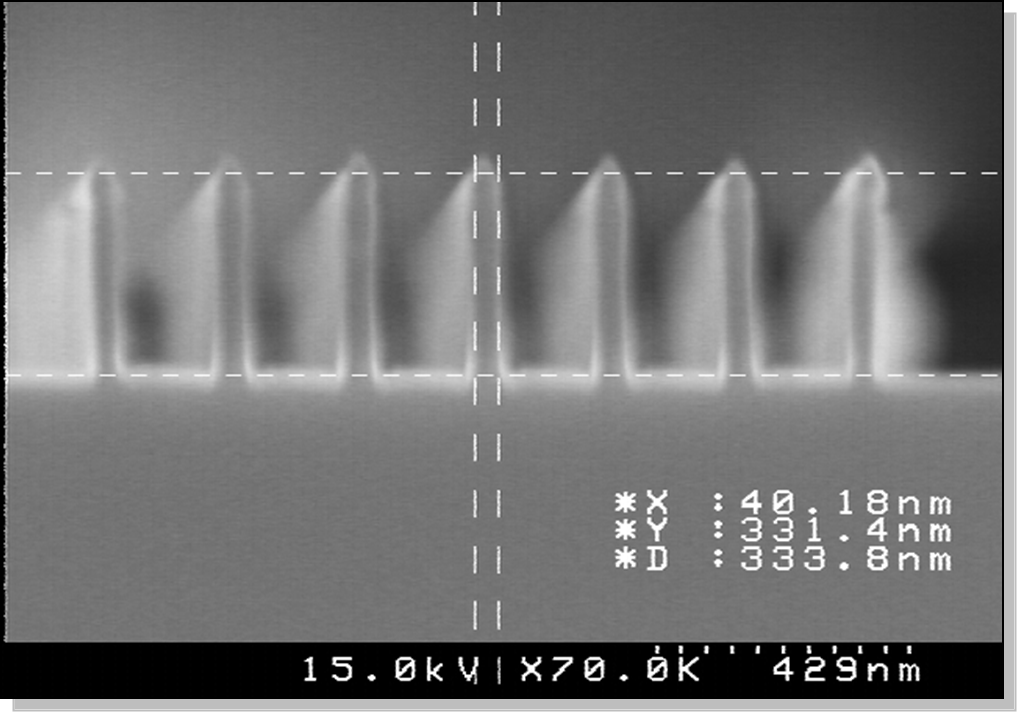 *X :40.18nm
*Y :331.4nm
*D :333.8nm
15.0kV X70.0K 429nm